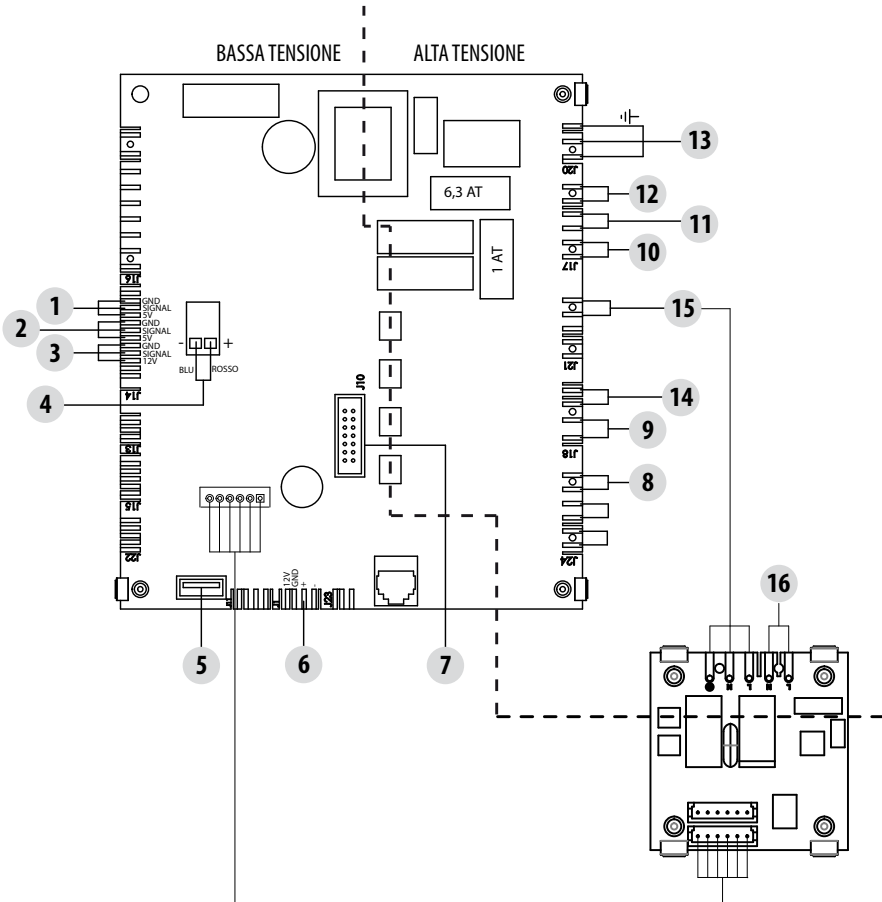 BASSA TENSIONE
ALTA TENSIONE
13
J20
6,3 AT
12
11
1 AT
10
J17
J16
1
GND
SIGNAL
5V
2
GND
SIGNAL
5V
3
GND
SIGNAL
12V
15
- +
BLU ROSSO
J21
J10
4
J14
14
9
J13
J18
8
J15
J22
J24
12V
GND
+
-
J1
J23
16
5
6
7
N L N L